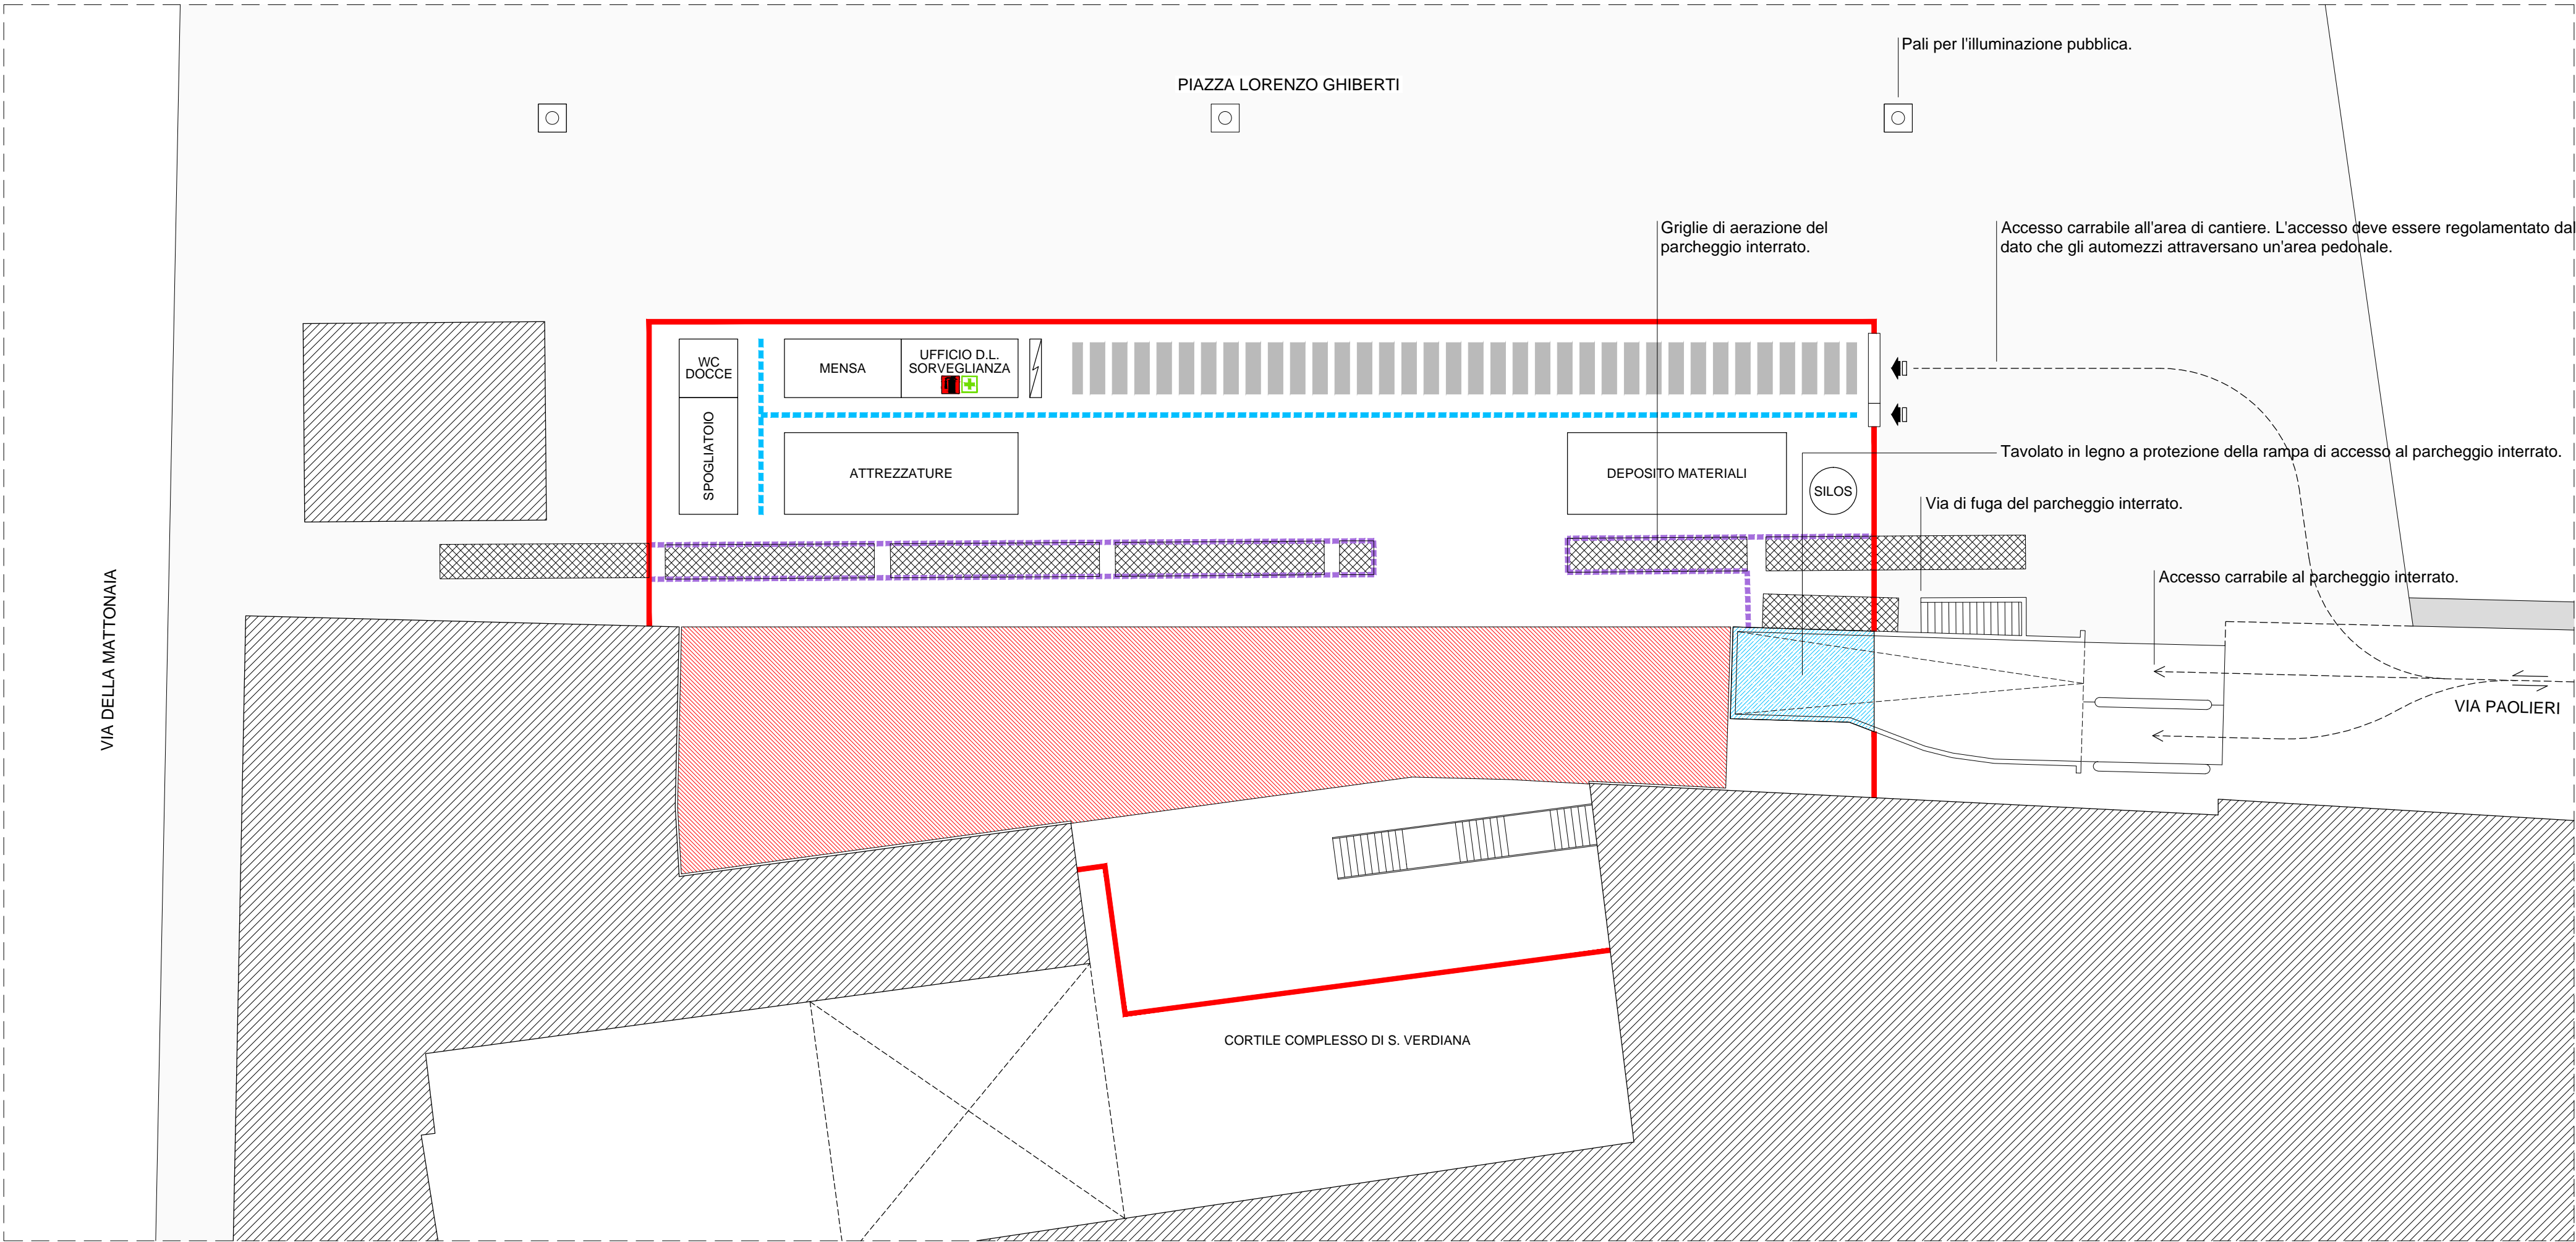 Pali per l'illuminazione pubblica.
PIAZZA LORENZO GHIBERTI
Griglie di aerazione del
parcheggio interrato.
Accesso carrabile all'area di cantiere. L'accesso deve essere regolamentato dal
dato che gli automezzi attraversano un'area pedonale.
WC
DOCCE
MENSA
UFFICIO D.L.
SORVEGLIANZA
SPOGLIATOIO
ATTREZZATURE
DEPOSITO MATERIALI
SILOS
Tavolato in legno a protezione della rampa di accesso al parcheggio interrato.
Via di fuga del parcheggio interrato.
Accesso carrabile al parcheggio interrato.
VIA DELLA MATTONAIA
VIA PAOLIERI
CORTILE COMPLESSO DI S. VERDIANA